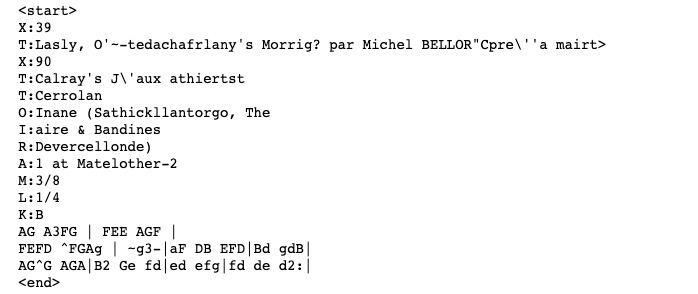 <start>
X:39
T:Lasly, O'~-tedachafrlany's Morrig? par Michel BELLOR"Cpre\''a mairt>
X:90
T:Calray's J\'aux athiertst
T:Cerrolan
O:Inane (Sathickllantorgo, The
I:aire & Bandines
R:Devercellonde)
A:1 at Matelother-2
M:3/8
L:1/4
K:B
AG A3FG | FEE AGF |
FEFD ^FGAg | ~g3-|aF DB EFD|Bd gdB|
AG^G AGA|B2 Ge fd|ed efg|fd de d2:|
<end>